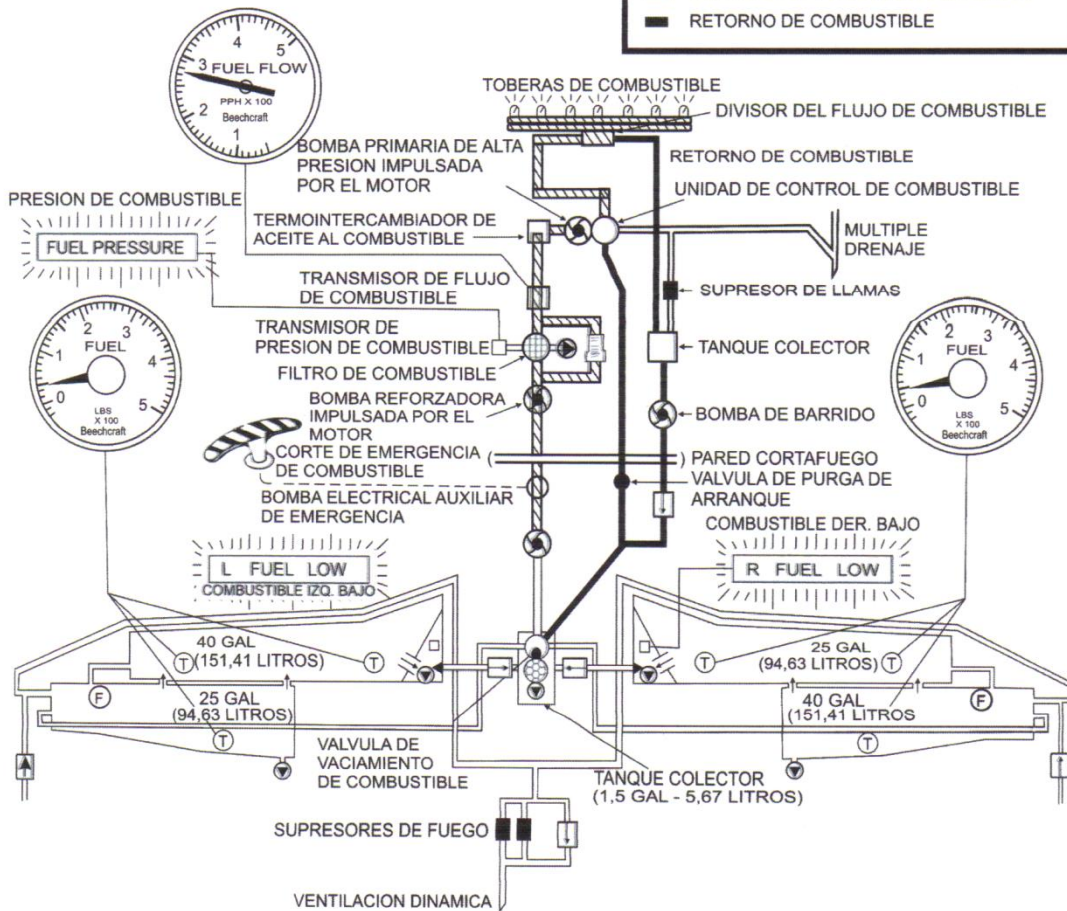 RETORNO DE COMBUSTIBLE
1
2
3
4
5
FUEL FLOW
PPH X 100
Beechcraft
TOBERAS DE COMBUSTIBLE
DIVISOR DEL FLUJO DE COMBUSTIBLE
BOMBA PRIMARIA DE ALTA
PRESION IMPULSADA
POR EL MOTOR
RETORNO DE COMBUSTIBLE
UNIDAD DE CONTROL DE COMBUSTIBLE
PRESION DE COMBUSTIBLE
FUEL PRESSURE
TERMOINTERCAMBIADOR DE
ACEITE AL COMBUSTIBLE
MULTIPLE
DRENAJE
TRANSMISOR DE FLUJO
DE COMBUSTIBLE
SUPRESOR DE LLAMAS
0
1
2
3
4
5
FUEL
LBS
X 100
Beechcraft
TRANSMISOR DE
PRESION DE COMBUSTIBLE
FILTRO DE COMBUSTIBLE
TANQUE COLECTOR
0
1
2
3
4
5
FUEL
LBS
X 100
Beechcraft
BOMBA REFORZADORA
IMPULSADA POR EL
MOTOR
BOMBA DE BARRIDO
CORTE DE EMERGENCIA
DE COMBUSTIBLE
PARED CORTAFUEGO
BOMBA ELECTRICAL AUXILIAR
DE EMERGENCIA
VALVULA DE PURGA DE
ARRANQUE
COMBUSTIBLE DER. BAJO
L FUEL LOW
COMBUSTIBLE IZQ. BAJO
R FUEL LOW
40 GAL
(151,41 LITROS)
T
T
F
25 GAL
(94,63 LITROS)
T
25 GAL
(94,63 LITROS)
T
T
F
40 GAL
(151,41 LITROS
T
VALVULA DE
VACIAMIENTO
DE COMBUSTIBLE
TANQUE COLECTOR
(1,5 GAL - 5,67 LITROS)
SUPRESORES DE FUEGO
VENTILACION DINAMICA